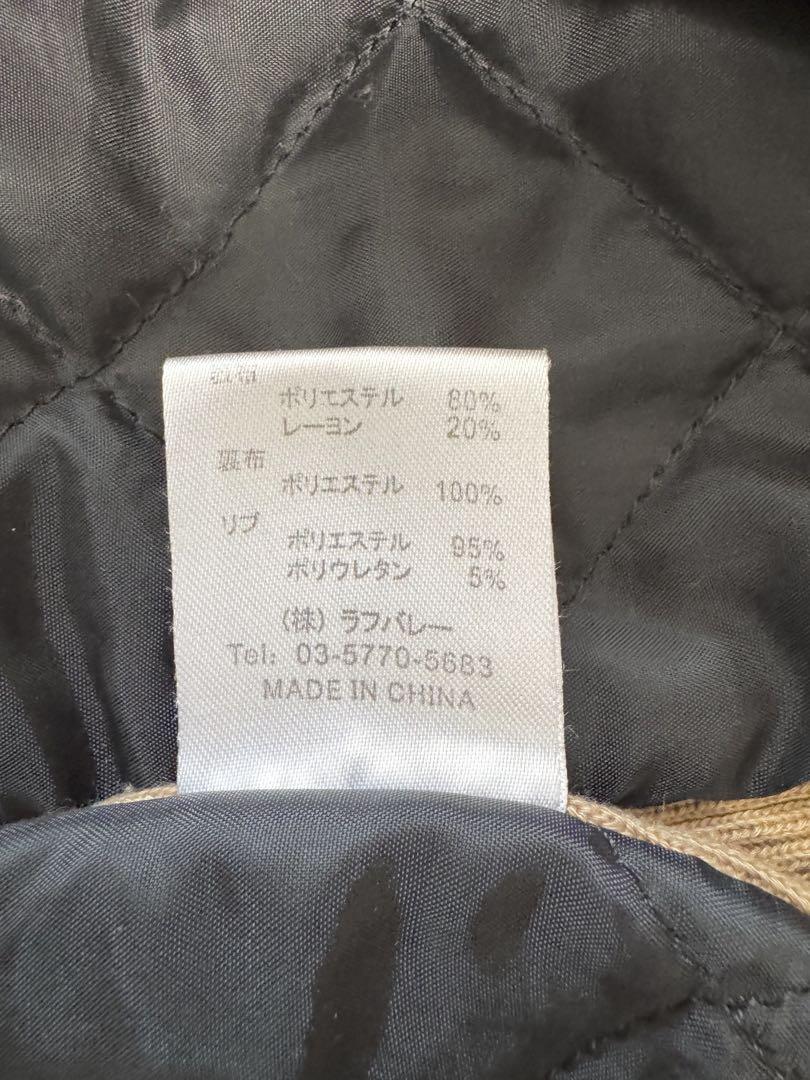 ポリエステル 80%
レーヨン 20%
裏布
ポリエステル 100%
リブ
ポリエステル 95%
ポリウレタン 5%
(株) ラフバレー
Tel: 03-5770-5683
MADE IN CHINA